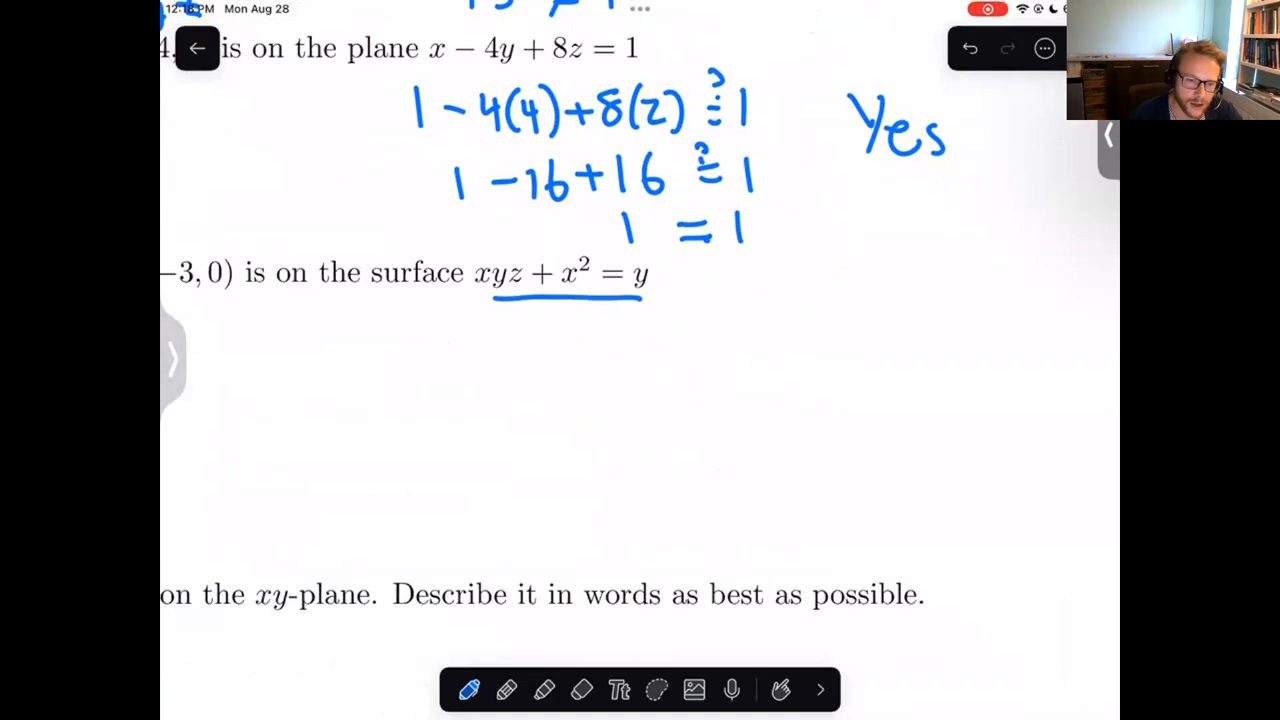 12:18 PM Mon Aug 28
4, is on the plane x − 4y + 8z = 1
1 − 4(4) + 8(2) ?= 1
Yes
1 − 16 + 16 ?= 1
1 = 1
−3, 0) is on the surface xyz + x² = y
on the xy-plane. Describe it in words as best as possible.
Tt